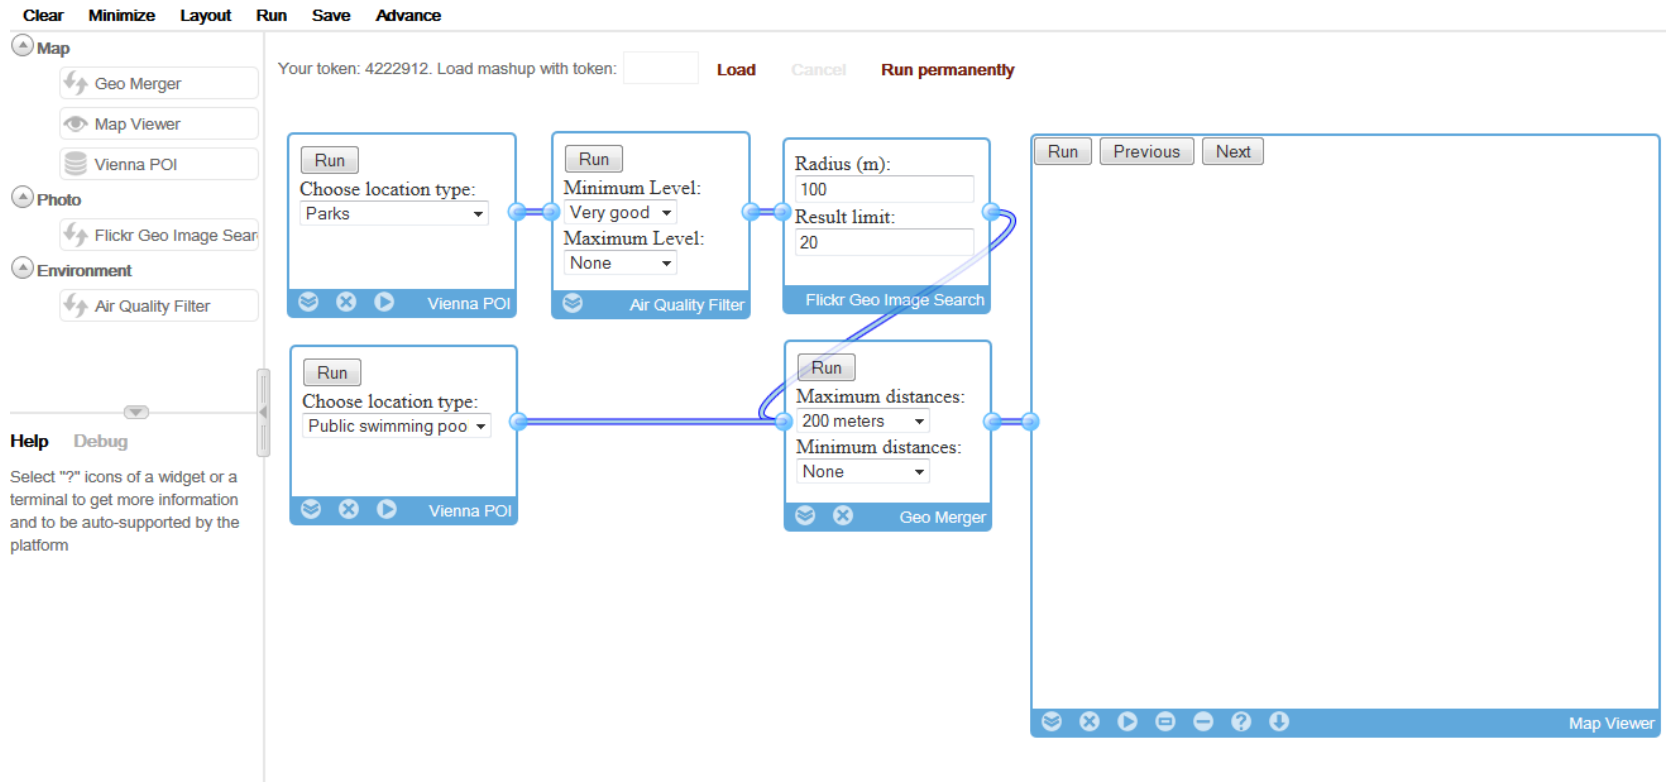 Clear Minimize Layout Run Save Advance
Map
Geo Merger
Map Viewer
Vienna POI
Photo
Flickr Geo Image Sear
Environment
Air Quality Filter
Help Debug
Select "?" icons of a widget or a
terminal to get more information
and to be auto-supported by the
platform
Your token: 4222912. Load mashup with token: Load Cancel Run permanently
Run
Choose location type:
Parks
Vienna POI
Run
Minimum Level:
Very good
Maximum Level:
None
Air Quality Filter
Radius (m):
100
Result limit:
20
Flickr Geo Image Search
Run
Choose location type:
Public swimming poo
Vienna POI
Run
Maximum distances:
200 meters
Minimum distances:
None
Geo Merger
Run Previous Next
Map Viewer